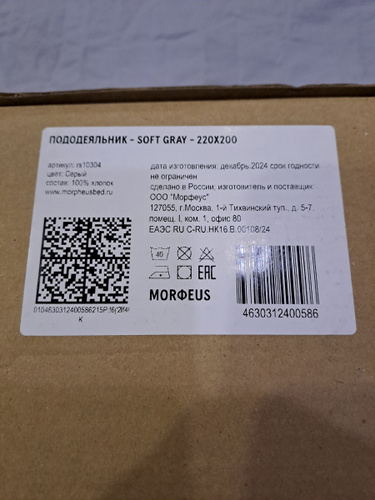 ПОДОДЕЯЛЬНИК - SOFT GRAY - 220X200
артикул: rs10304
цвет: Серый
состав: 100% хлопок
www.morpheusbed.ru
дата изготовления: декабрь 2024 срок годности
не ограничен
сделано в России, изготовитель и поставщик:
ООО "Морфеус"
127055, г.Москва, 1-й Тихвинский туп., д. 5-7,
помещ. I, ком. 1, офис 80
ЕАЭС RU C-RU.НК16.В.00108/24
40
EAC
MORФEUS
4630312400586